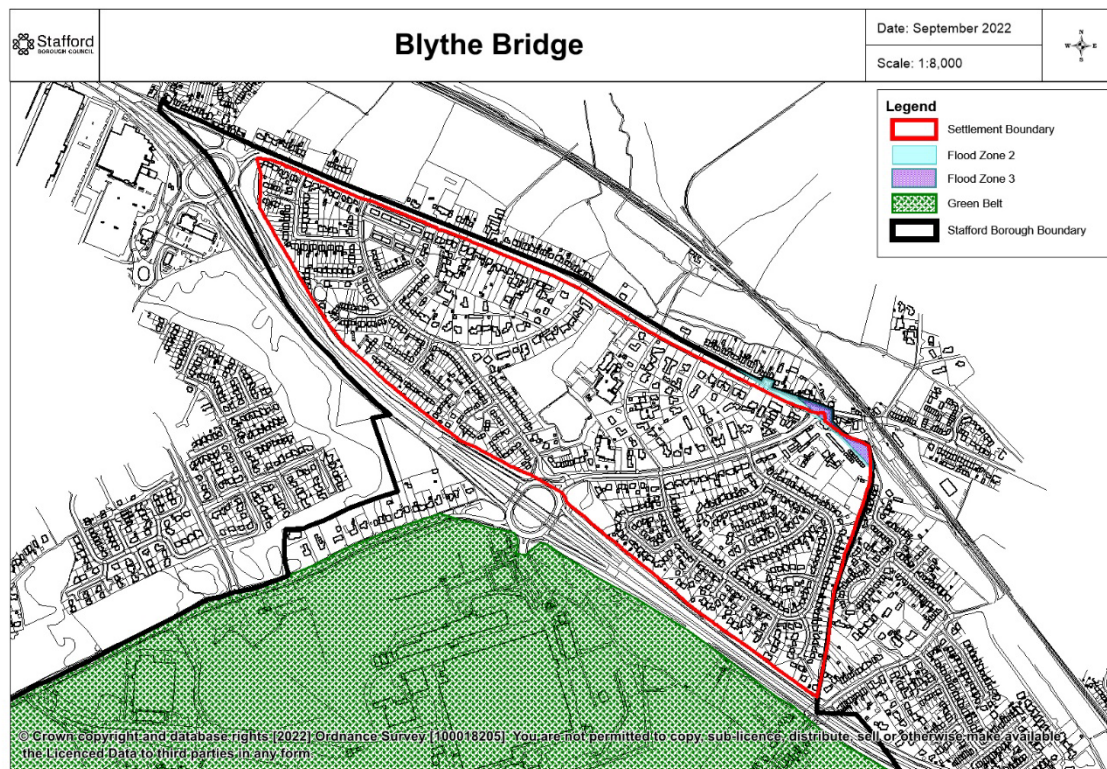 Stafford
BOROUGH COUNCIL
Blythe Bridge
Date: September 2022
Scale: 1:8,000
N
W E
S
Legend
Settlement Boundary
Flood Zone 2
Flood Zone 3
Green Belt
Stafford Borough Boundary
© Crown copyright and database rights [2022] Ordnance Survey [100018205]. You are not permitted to copy, sub-licence, distribute, sell or otherwise make available
the Licenced Data to third parties in any form.